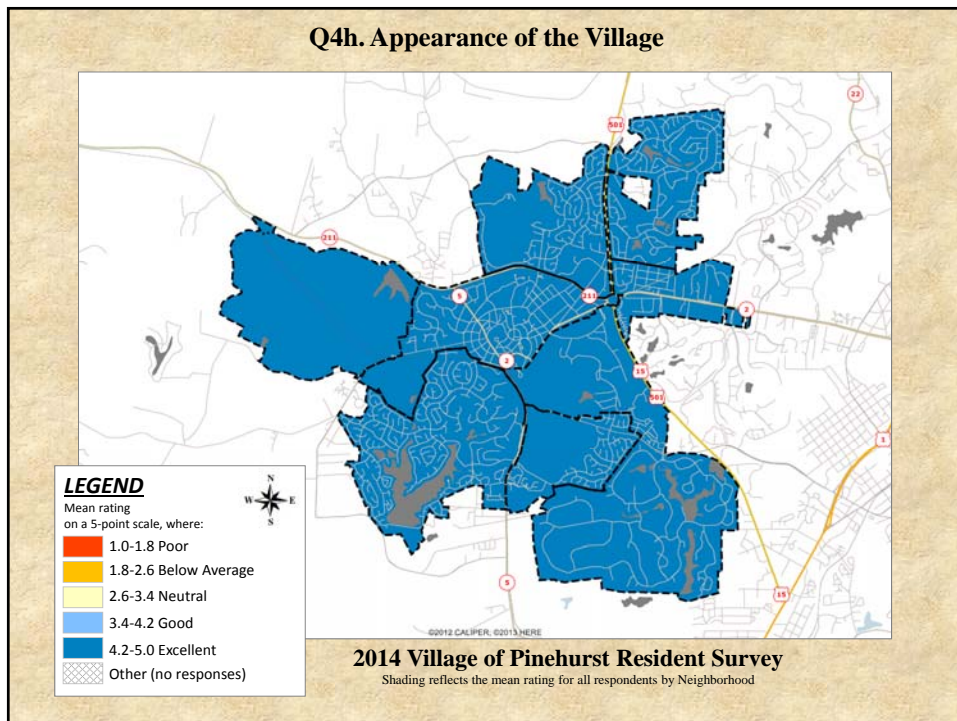 Q4h. Appearance of the Village
22
501
211
5
211
2
2
15
501
1
5
15
LEGEND
N
W E
S
Mean rating
on a 5-point scale, where:
1.0-1.8 Poor
1.8-2.6 Below Average
2.6-3.4 Neutral
3.4-4.2 Good
4.2-5.0 Excellent
Other (no responses)
©2012 CALIPER, ©2013 HERE
2014 Village of Pinehurst Resident Survey
Shading reflects the mean rating for all respondents by Neighborhood